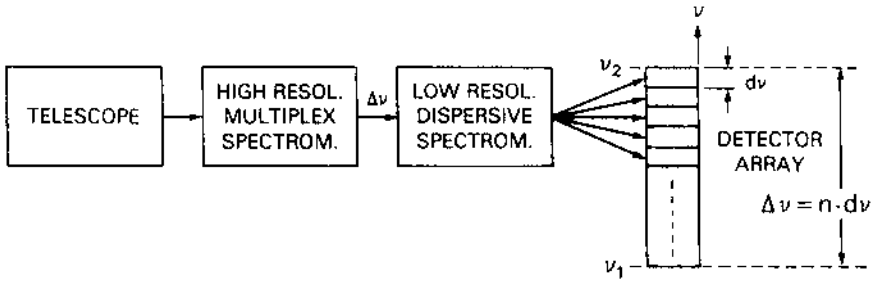 TELESCOPE
HIGH RESOL.
MULTIPLEX
SPECTROM.
Δν
LOW RESOL.
DISPERSIVE
SPECTROM.
ν
ν₂
dν
DETECTOR
ARRAY
Δν = n·dν
ν₁